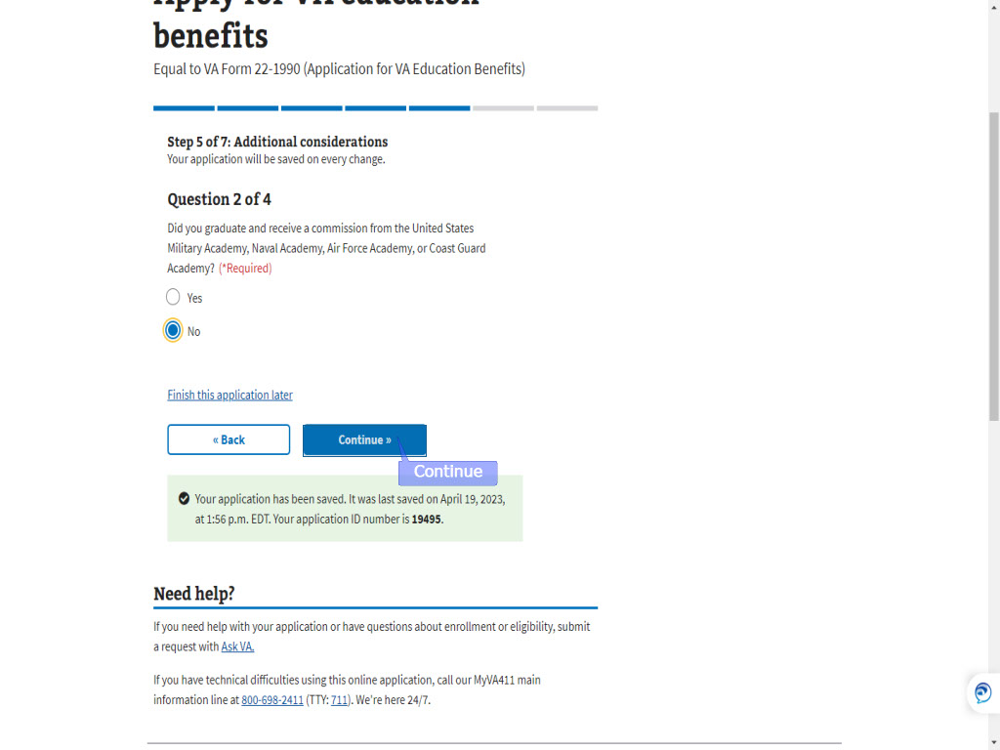 Apply for VA education
benefits
Equal to VA Form 22-1990 (Application for VA Education Benefits)
Step 5 of 7: Additional considerations
Your application will be saved on every change.
Question 2 of 4
Did you graduate and receive a commission from the United States
Military Academy, Naval Academy, Air Force Academy, or Coast Guard
Academy? (*Required)
Yes
No
Finish this application later
« Back
Continue »
Continue
Your application has been saved. It was last saved on April 19, 2023,
at 1:56 p.m. EDT. Your application ID number is 19495.
Need help?
If you need help with your application or have questions about enrollment or eligibility, submit
a request with Ask VA.
If you have technical difficulties using this online application, call our MyVA411 main
information line at 800-698-2411 (TTY: 711). We're here 24/7.